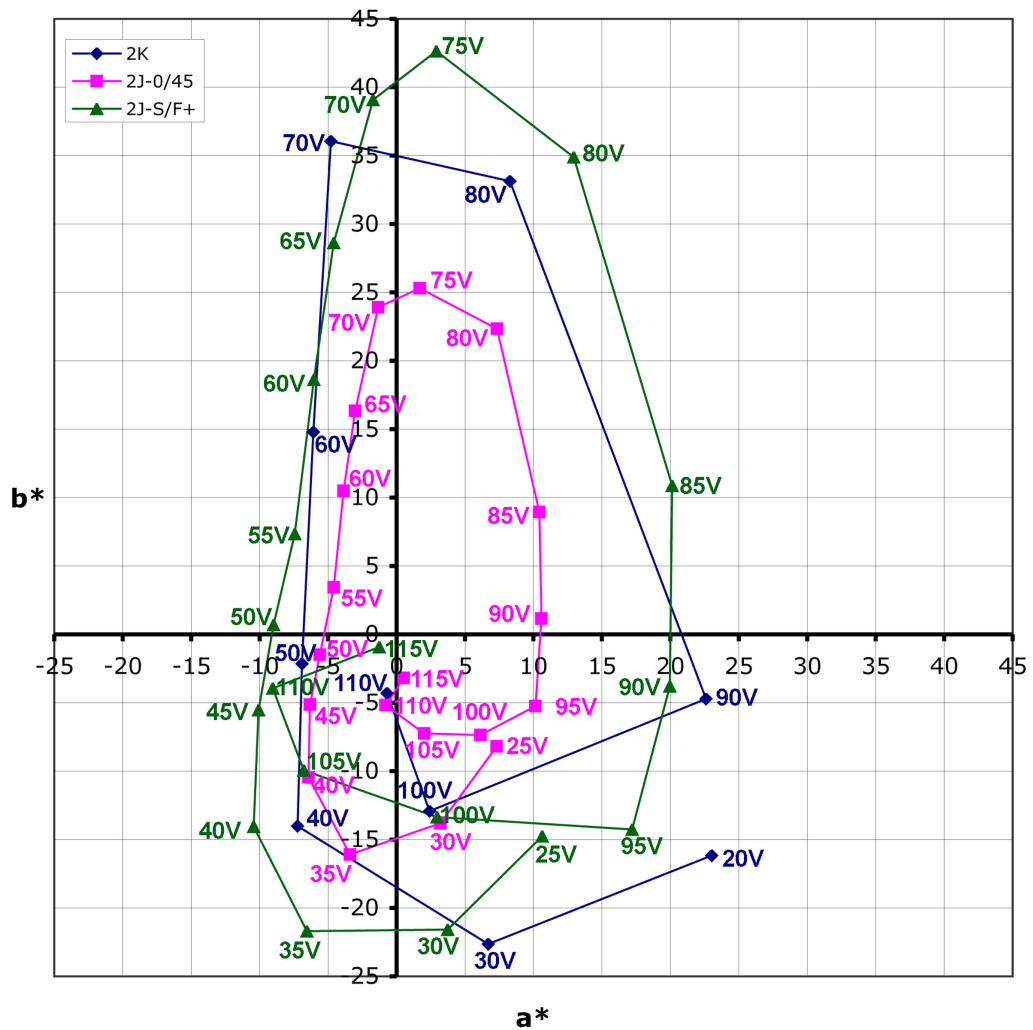 45
2K
75V
2J-0/45
40
2J-S/F+
70V
70V
35
80V
80V
30
65V
75V
25
70V
80V
20
60V
65V
15
60V
60V
b*
10
85V
85V
55V
5
55V
90V
50V
0
50V
50V
115V
-25 -20 -15 -10 -5 0 5 10 15 20 25 30 35 40 45
110V
110V
115V
90V
90V
-5
45V
45V
110V
100V
95V
105V
25V
105V
-10
40V
100V
40V
100V
40V
-15
30V
95V
25V
20V
35V
-20
35V
30V
30V
-25
a*